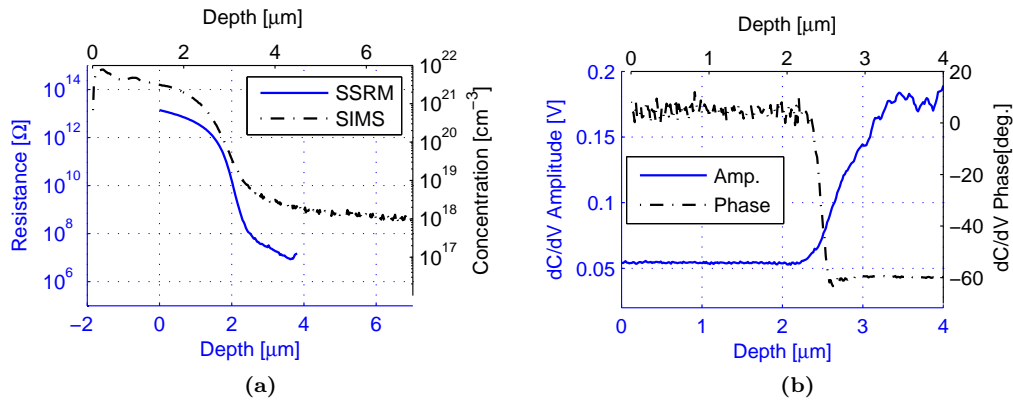 Depth [μm]
0 2 4 6
10^14
10^12
10^10
10^8
10^6
Resistance [Ω]
SSRM
SIMS
10^22
10^21
10^20
10^19
10^18
10^17
Concentration [cm^−3]
−2 0 2 4 6
Depth [μm]
(a)
Depth [μm]
0 1 2 3 4
0.2
0.15
0.1
0.05
dC/dV Amplitude [V]
Amp.
Phase
20
0
−20
−40
−60
dC/dV Phase[deg.]
0 1 2 3 4
Depth [μm]
(b)